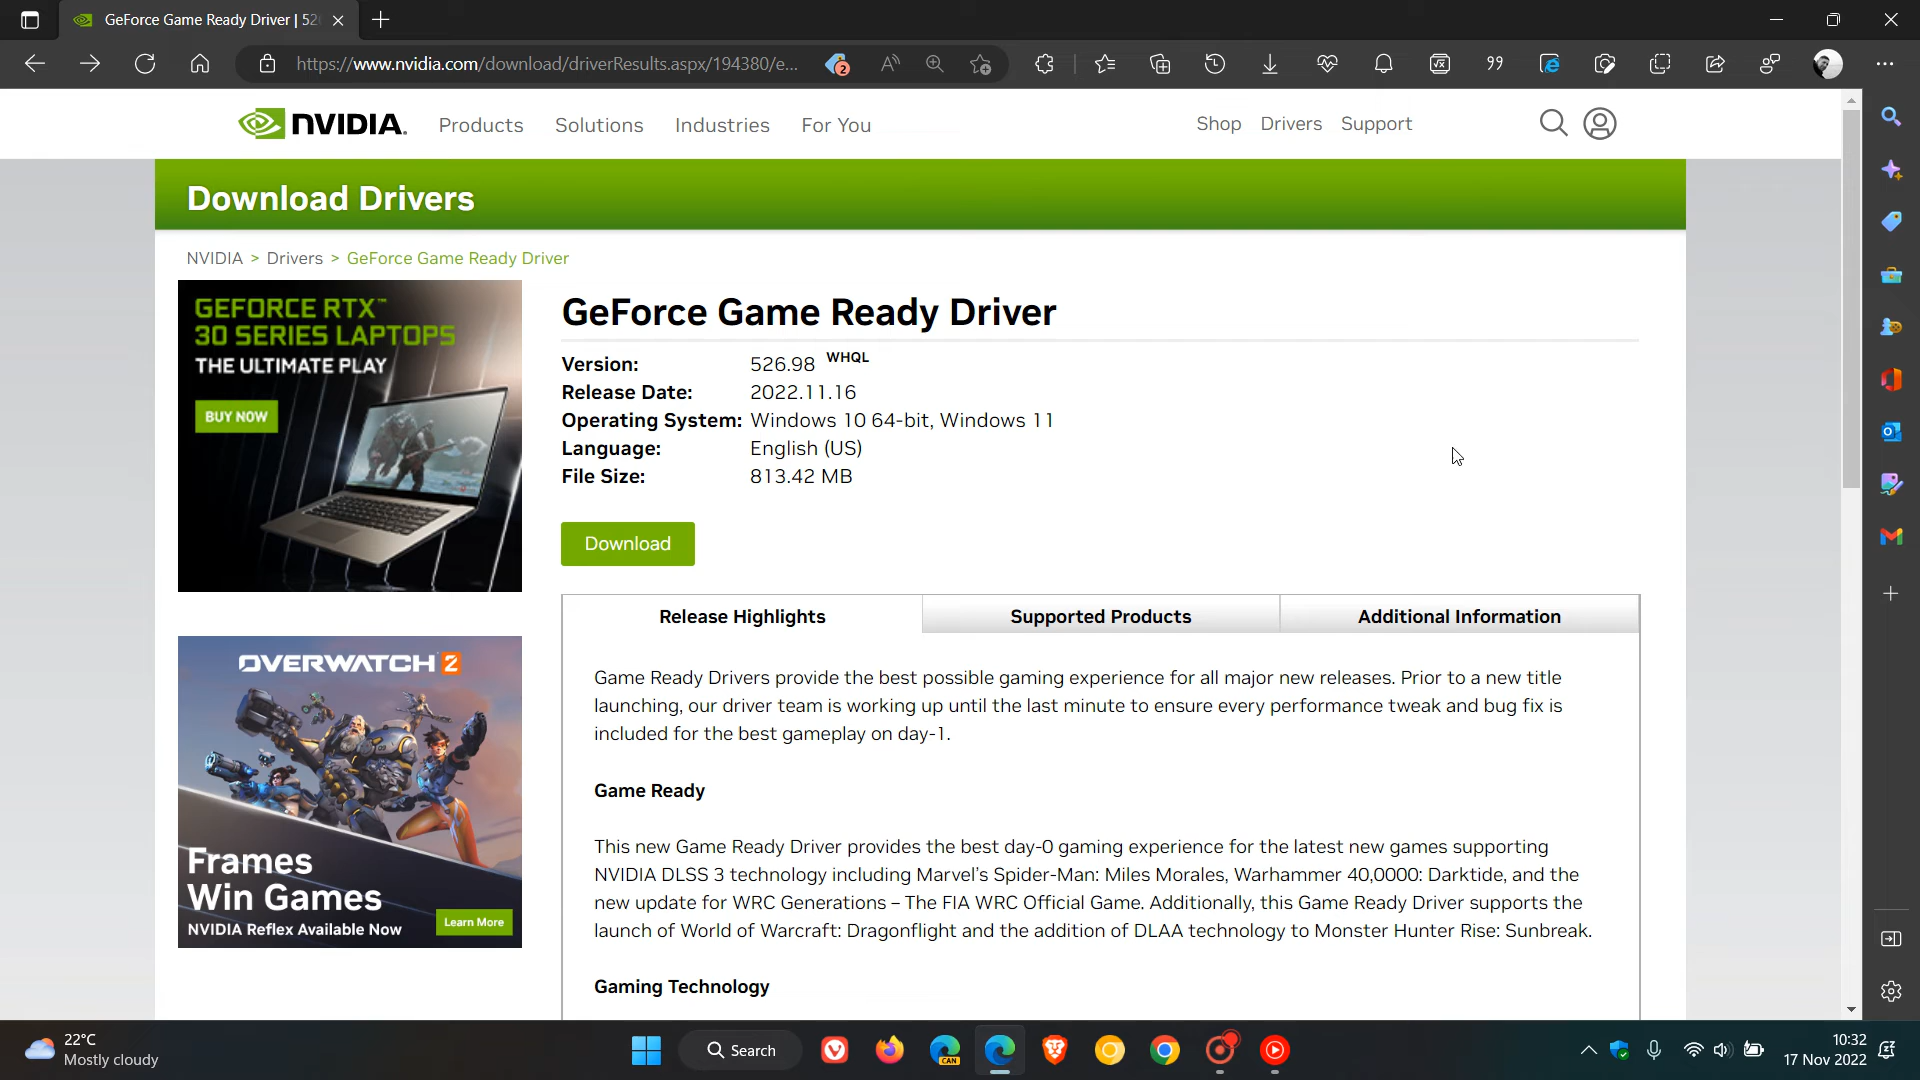 GeForce Game Ready Driver | 52
https://www.nvidia.com/download/driverResults.aspx/194380/e...
2
NVIDIA.
Products
Solutions
Industries
For You
Shop
Drivers
Support
Download Drivers
NVIDIA > Drivers > GeForce Game Ready Driver
GEFORCE RTX™
30 SERIES LAPTOPS
THE ULTIMATE PLAY
BUY NOW
GeForce Game Ready Driver
Version: 526.98 WHQL
Release Date: 2022.11.16
Operating System: Windows 10 64-bit, Windows 11
Language: English (US)
File Size: 813.42 MB
Download
Release Highlights
Supported Products
Additional Information
Game Ready Drivers provide the best possible gaming experience for all major new releases. Prior to a new title
launching, our driver team is working up until the last minute to ensure every performance tweak and bug fix is
included for the best gameplay on day-1.
Game Ready
This new Game Ready Driver provides the best day-0 gaming experience for the latest new games supporting
NVIDIA DLSS 3 technology including Marvel's Spider-Man: Miles Morales, Warhammer 40,0000: Darktide, and the
new update for WRC Generations – The FIA WRC Official Game. Additionally, this Game Ready Driver supports the
launch of World of Warcraft: Dragonflight and the addition of DLAA technology to Monster Hunter Rise: Sunbreak.
Gaming Technology
OVERWATCH 2
Frames
Win Games
NVIDIA Reflex Available Now
Learn More
22°C
Mostly cloudy
Search
CAN
10:32
17 Nov 2022